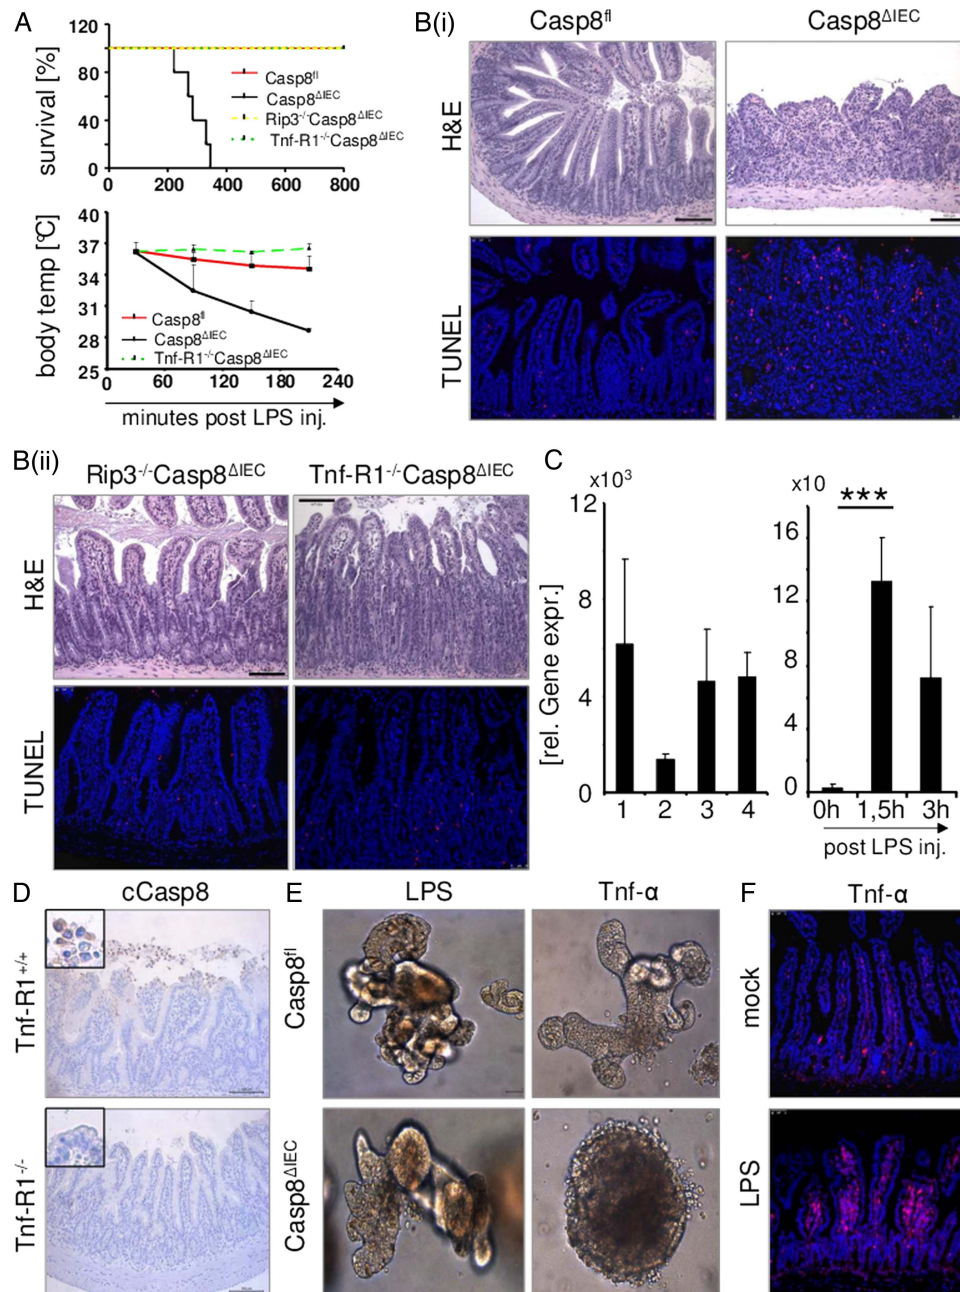 A
survival [%]
120
80
40
0
0 200 400 600 800
Casp8fl
Casp8ΔIEC
Rip3-/-Casp8ΔIEC
Tnf-R1-/-Casp8ΔIEC
body temp [°C]
40
37
34
31
28
25
0 60 120 180 240
Casp8fl
Casp8ΔIEC
Tnf-R1-/-Casp8ΔIEC
minutes post LPS inj.
B(i)
Casp8fl Casp8ΔIEC
H&E
TUNEL
B(ii)
Rip3-/-Casp8ΔIEC Tnf-R1-/-Casp8ΔIEC
H&E
TUNEL
C
[rel. Gene expr.]
x10³
12
8
4
0
1 2 3 4
x10
18
16
12
8
4
0
***
0h 1,5h 3h
post LPS inj.
D cCasp8
Tnf-R1+/+
Tnf-R1-/-
E LPS Tnf-α
Casp8fl
Casp8ΔIEC
F Tnf-α
mock
LPS